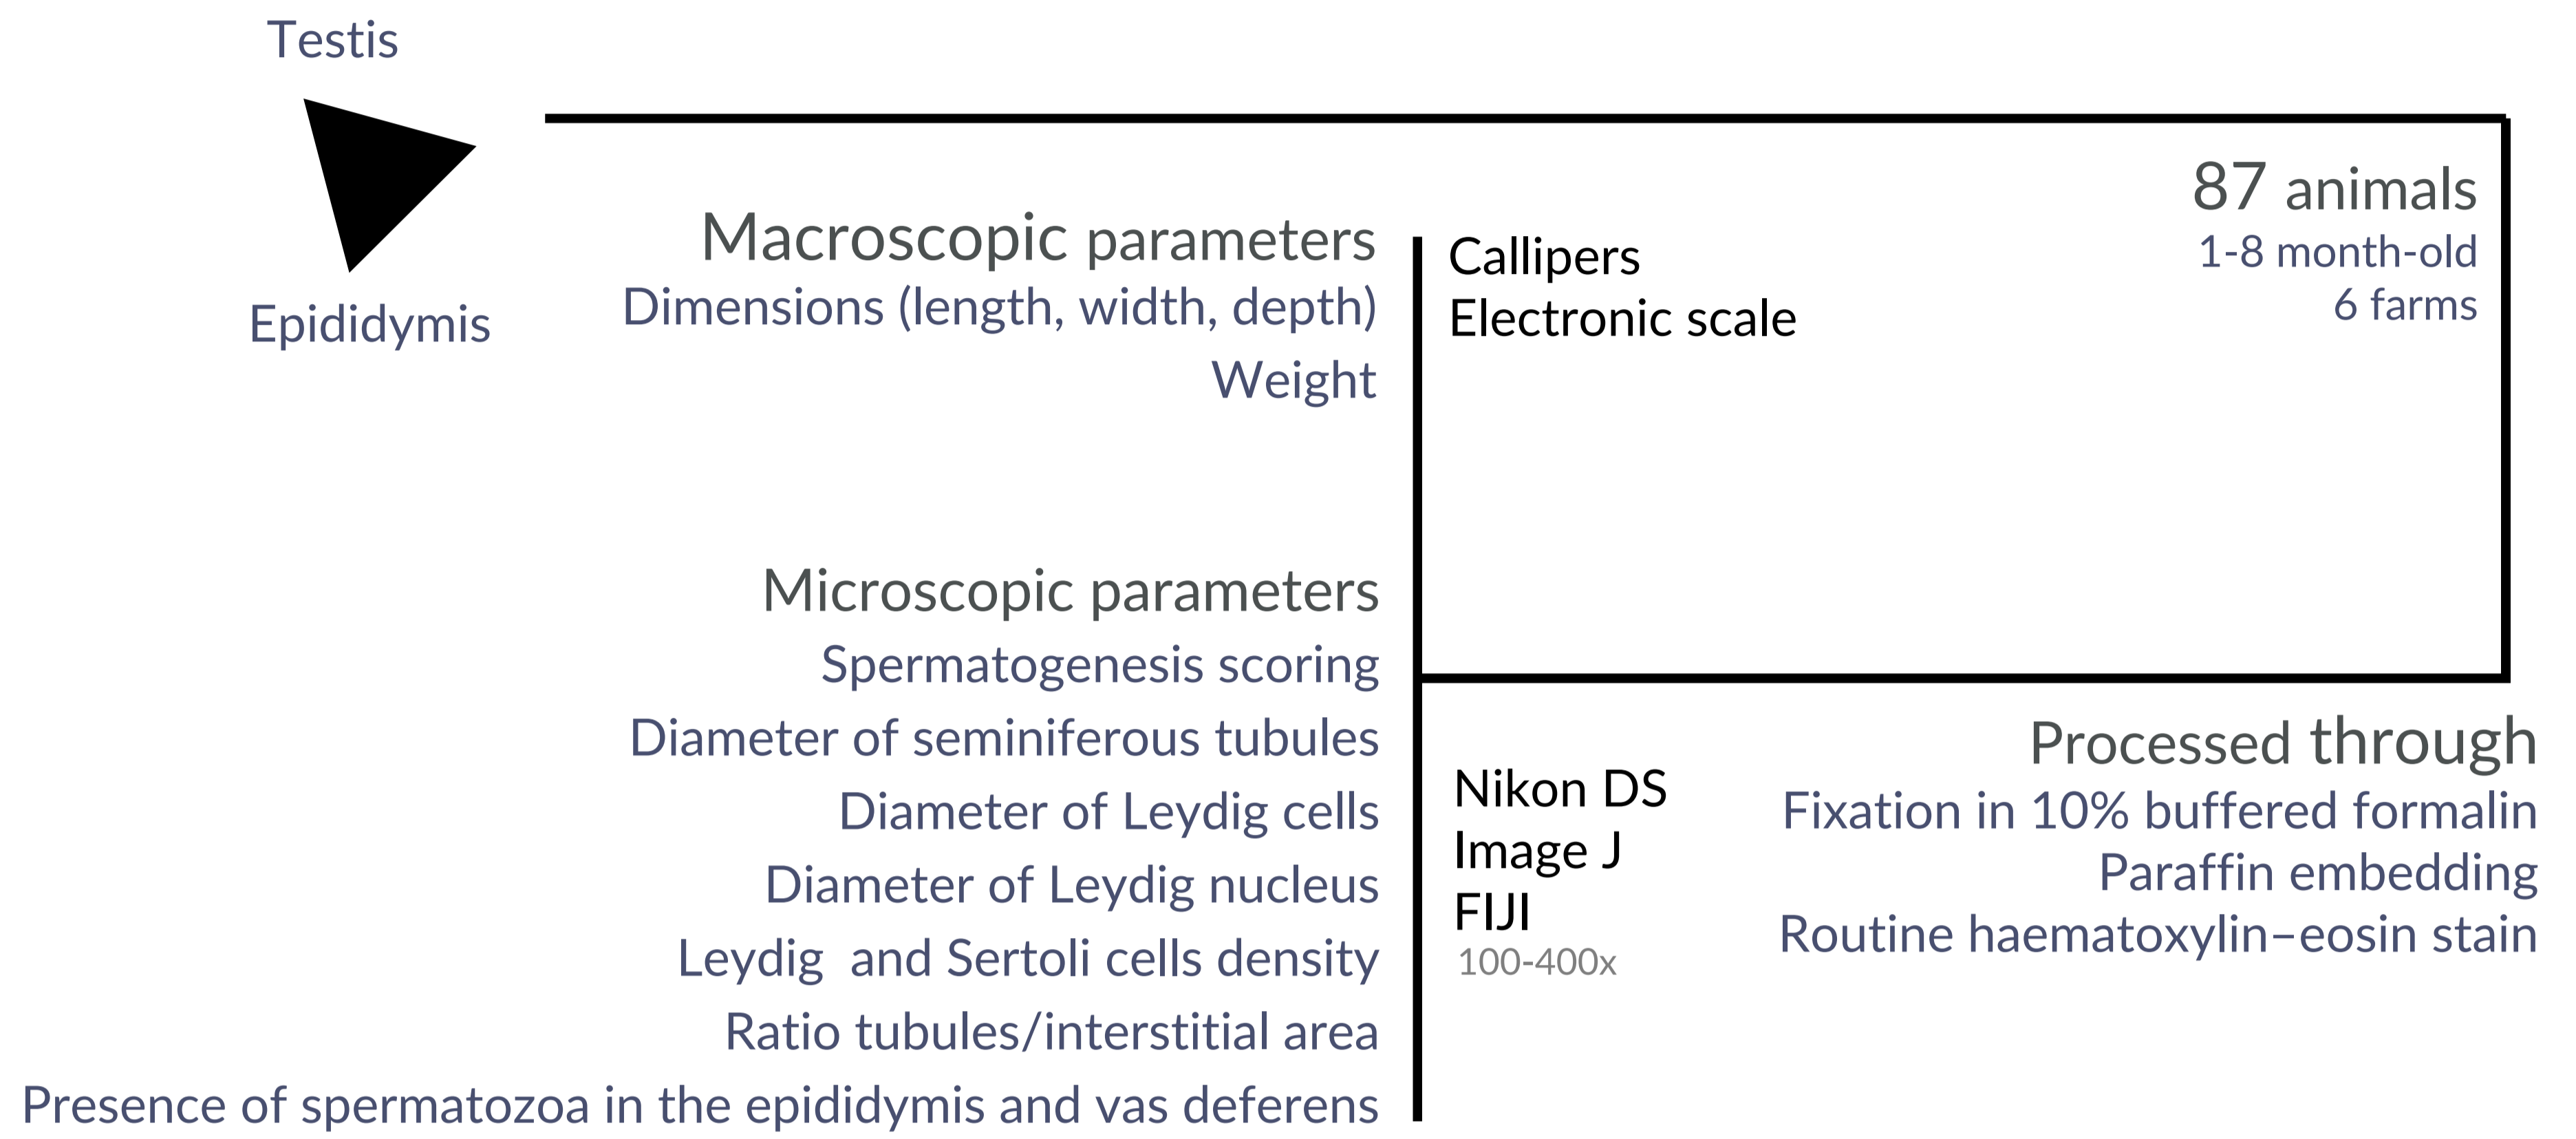 Testis
Epididymis
87 animals
1-8 month-old
6 farms
Macroscopic parameters
Dimensions (length, width, depth)
Weight
Callipers
Electronic scale
Microscopic parameters
Spermatogenesis scoring
Diameter of seminiferous tubules
Diameter of Leydig cells
Diameter of Leydig nucleus
Leydig  and Sertoli cells density
Ratio tubules/interstitial area
Presence of spermatozoa in the epididymis and vas deferens
Nikon DS
Image J
FIJI
100-400x
Processed through
Fixation in 10% buffered formalin
Paraffin embedding
Routine haematoxylin–eosin stain